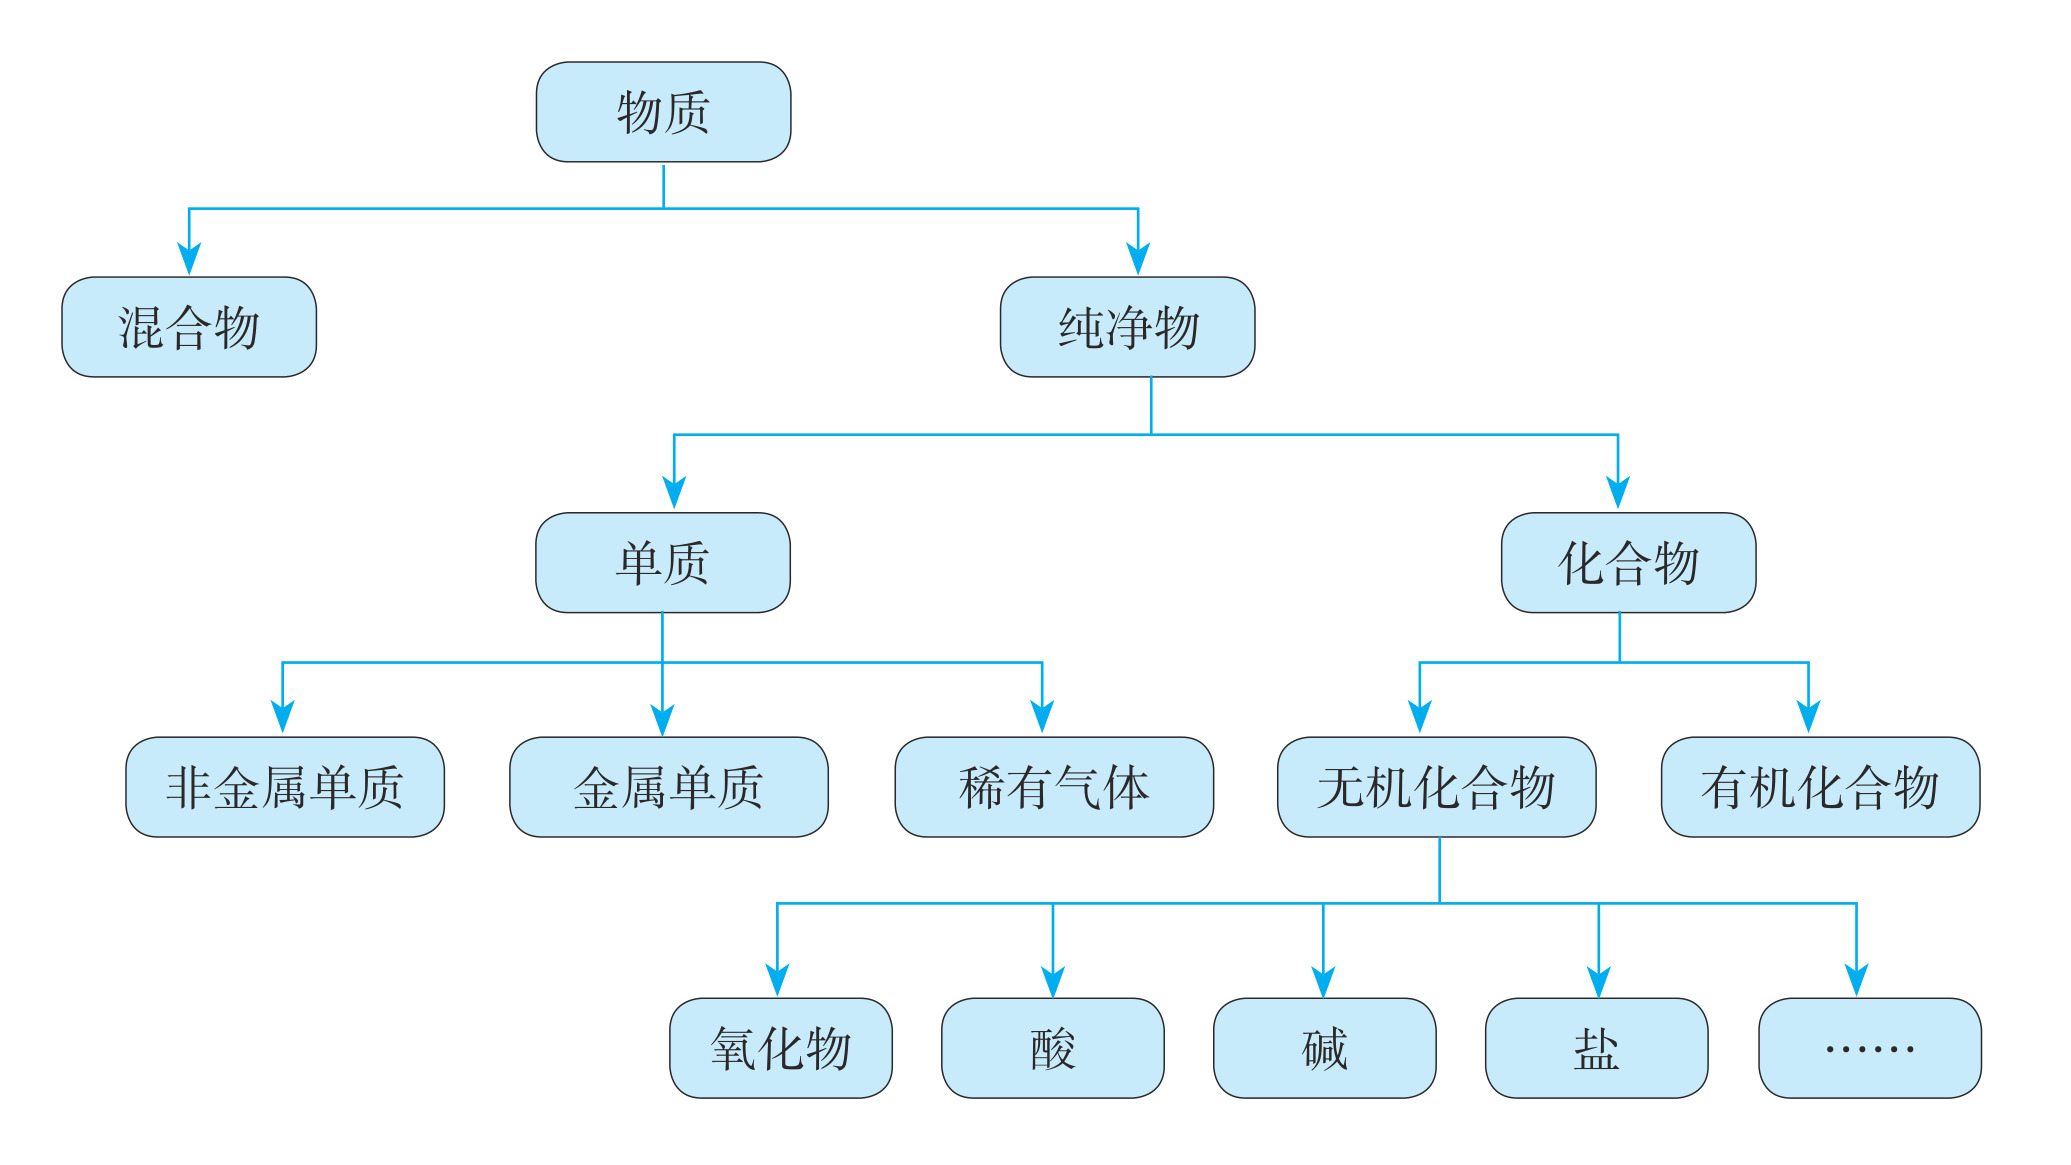 物质
混合物
纯净物
单质
化合物
非金属单质
金属单质
稀有气体
无机化合物
有机化合物
氧化物
酸
碱
盐
……